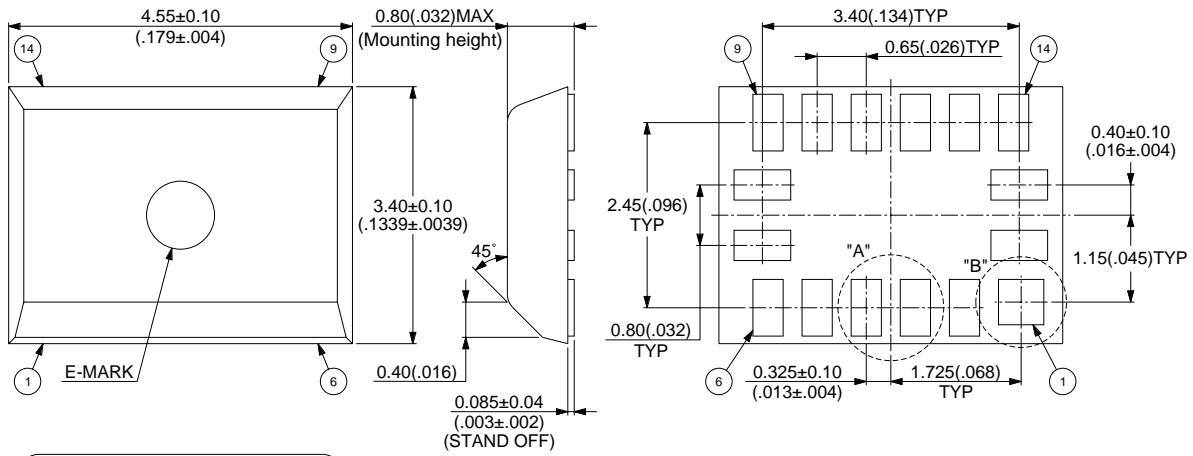 4.55±0.10
(.179±.004)
0.80(.032)MAX
(Mounting height)
3.40(.134)TYP
0.65(.026)TYP
14
9
9
14
0.40±0.10
(.016±.004)
3.40±0.10
(.1339±.0039)
2.45(.096)
TYP
45°
"A"
"B"
1.15(.045)TYP
0.80(.032)
TYP
E-MARK
1
6
0.40(.016)
6
0.325±0.10
(.013±.004)
1.725(.068)
TYP
1
0.085±0.04
(.003±.002)
(STAND OFF)